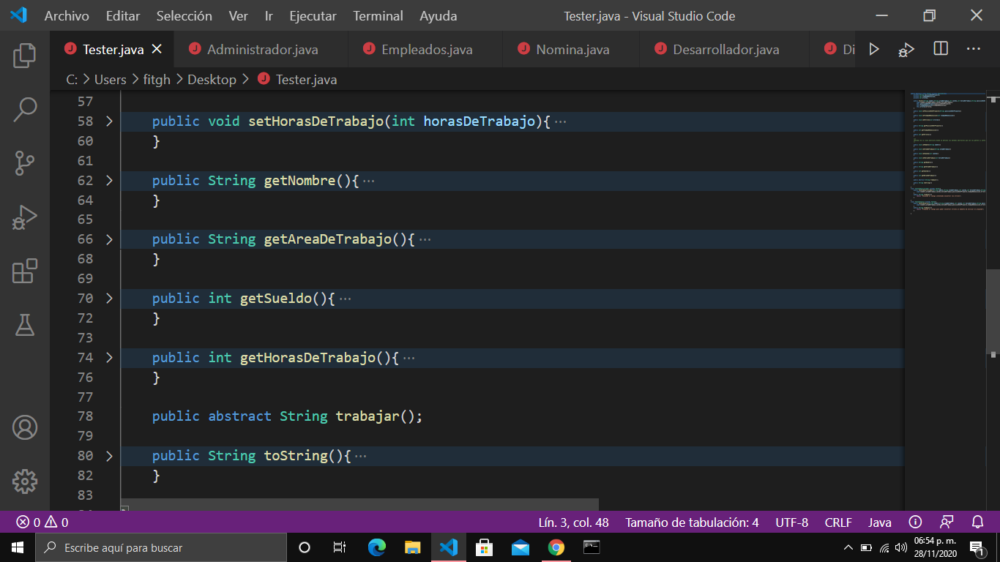 Archivo Editar Selección Ver Ir Ejecutar Terminal Ayuda Tester.java - Visual Studio Code
Tester.java Administrador.java Empleados.java Nomina.java Desarrollador.java Di
C: > Users > fitgh > Desktop > Tester.java
57
58 public void setHorasDeTrabajo(int horasDeTrabajo){ ...
60 }
61
62 public String getNombre(){ ...
64 }
65
66 public String getAreaDeTrabajo(){ ...
68 }
69
70 public int getSueldo(){ ...
72 }
73
74 public int getHorasDeTrabajo(){ ...
76 }
77
78 public abstract String trabajar();
79
80 public String toString(){ ...
82 }
83
0 0 Lín. 3, col. 48 Tamaño de tabulación: 4 UTF-8 CRLF Java
Escribe aquí para buscar
06:54 p. m.
28/11/2020
1